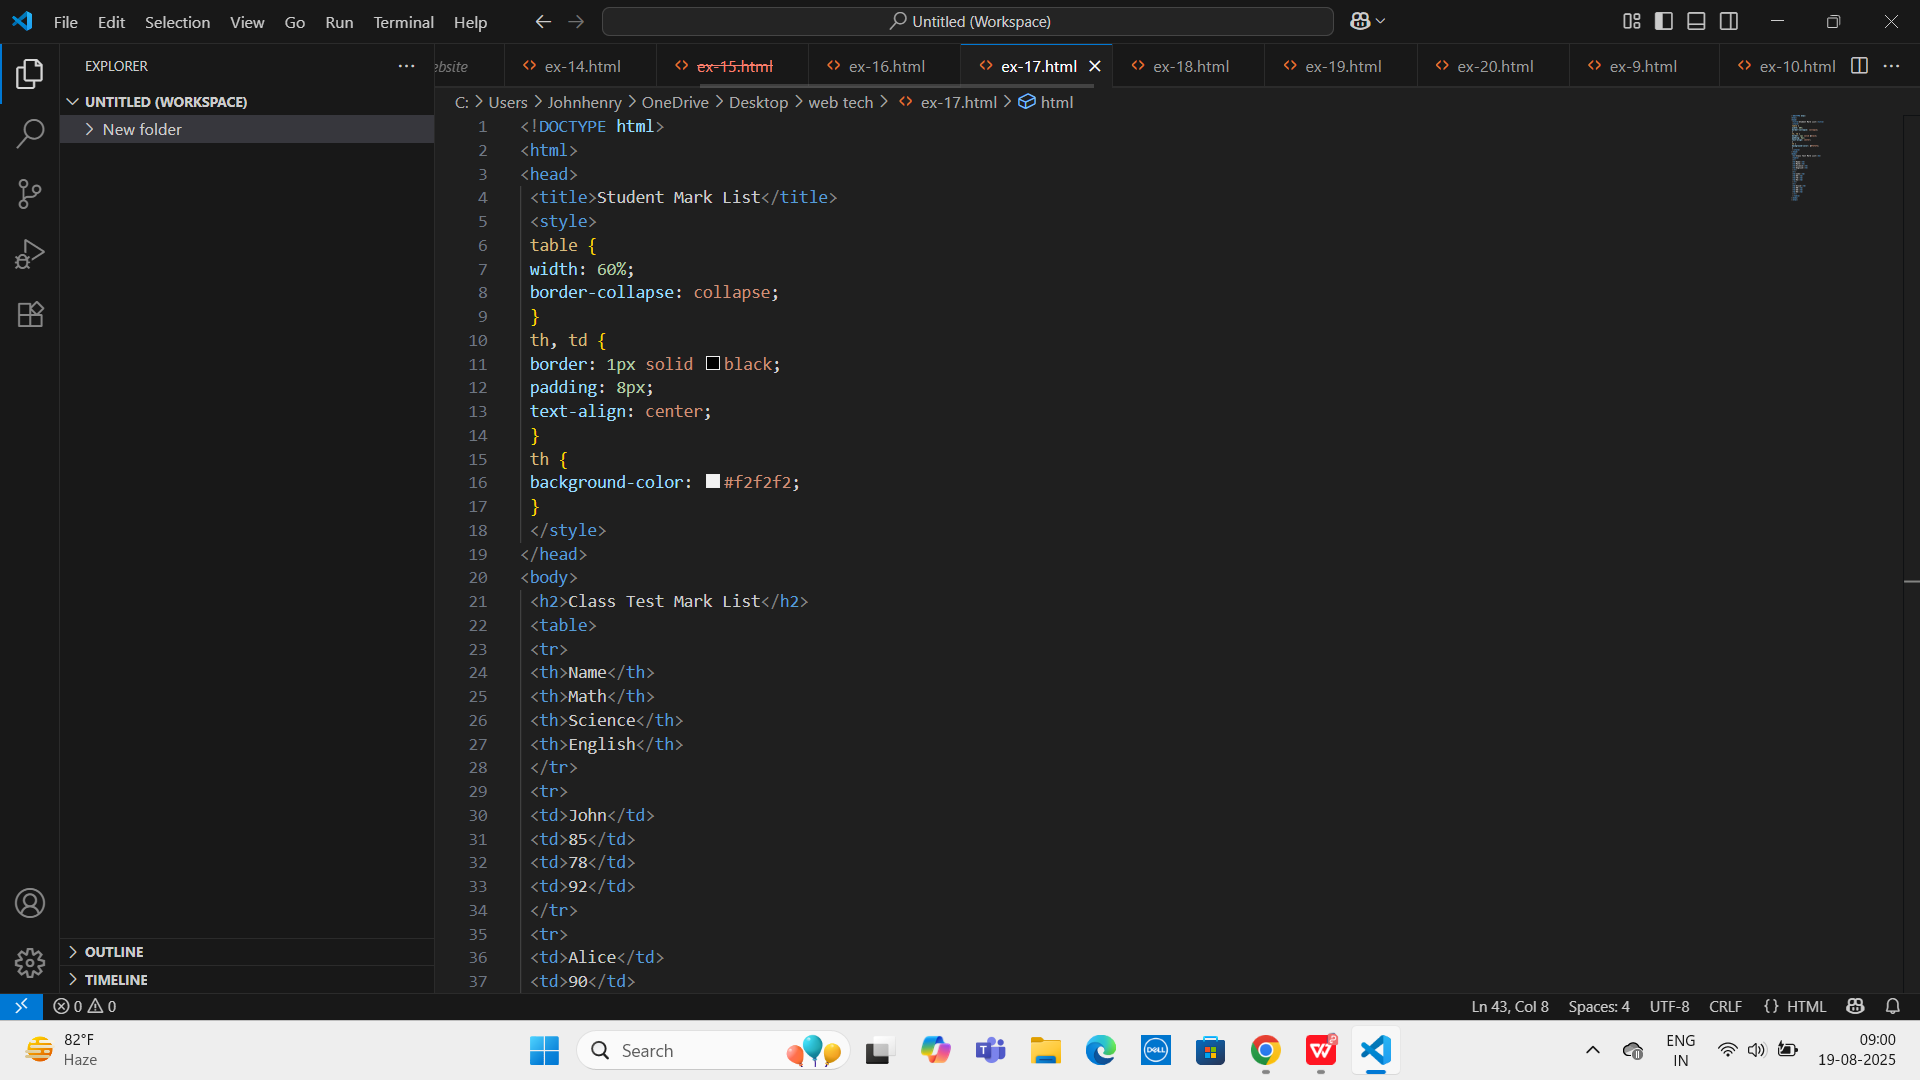 File Edit Selection View Go Run Terminal Help
Untitled (Workspace)
EXPLORER
ebsite
ex-14.html
ex-15.html
ex-16.html
ex-17.html
ex-18.html
ex-19.html
ex-20.html
ex-9.html
ex-10.html
C: > Users > Johnhenry > OneDrive > Desktop > web tech > ex-17.html > html
UNTITLED (WORKSPACE)
New folder
1 <!DOCTYPE html>
2 <html>
3 <head>
4 <title>Student Mark List</title>
5 <style>
6 table {
7 width: 60%;
8 border-collapse: collapse;
9 }
10 th, td {
11 border: 1px solid black;
12 padding: 8px;
13 text-align: center;
14 }
15 th {
16 background-color: #f2f2f2;
17 }
18 </style>
19 </head>
20 <body>
21 <h2>Class Test Mark List</h2>
22 <table>
23 <tr>
24 <th>Name</th>
25 <th>Math</th>
26 <th>Science</th>
27 <th>English</th>
28 </tr>
29 <tr>
30 <td>John</td>
31 <td>85</td>
32 <td>78</td>
33 <td>92</td>
34 </tr>
35 <tr>
36 <td>Alice</td>
37 <td>90</td>
OUTLINE
TIMELINE
0 0
Ln 43, Col 8 Spaces: 4 UTF-8 CRLF {} HTML
82°F
Haze
Search
DELL
ENG
IN
09:00
19-08-2025